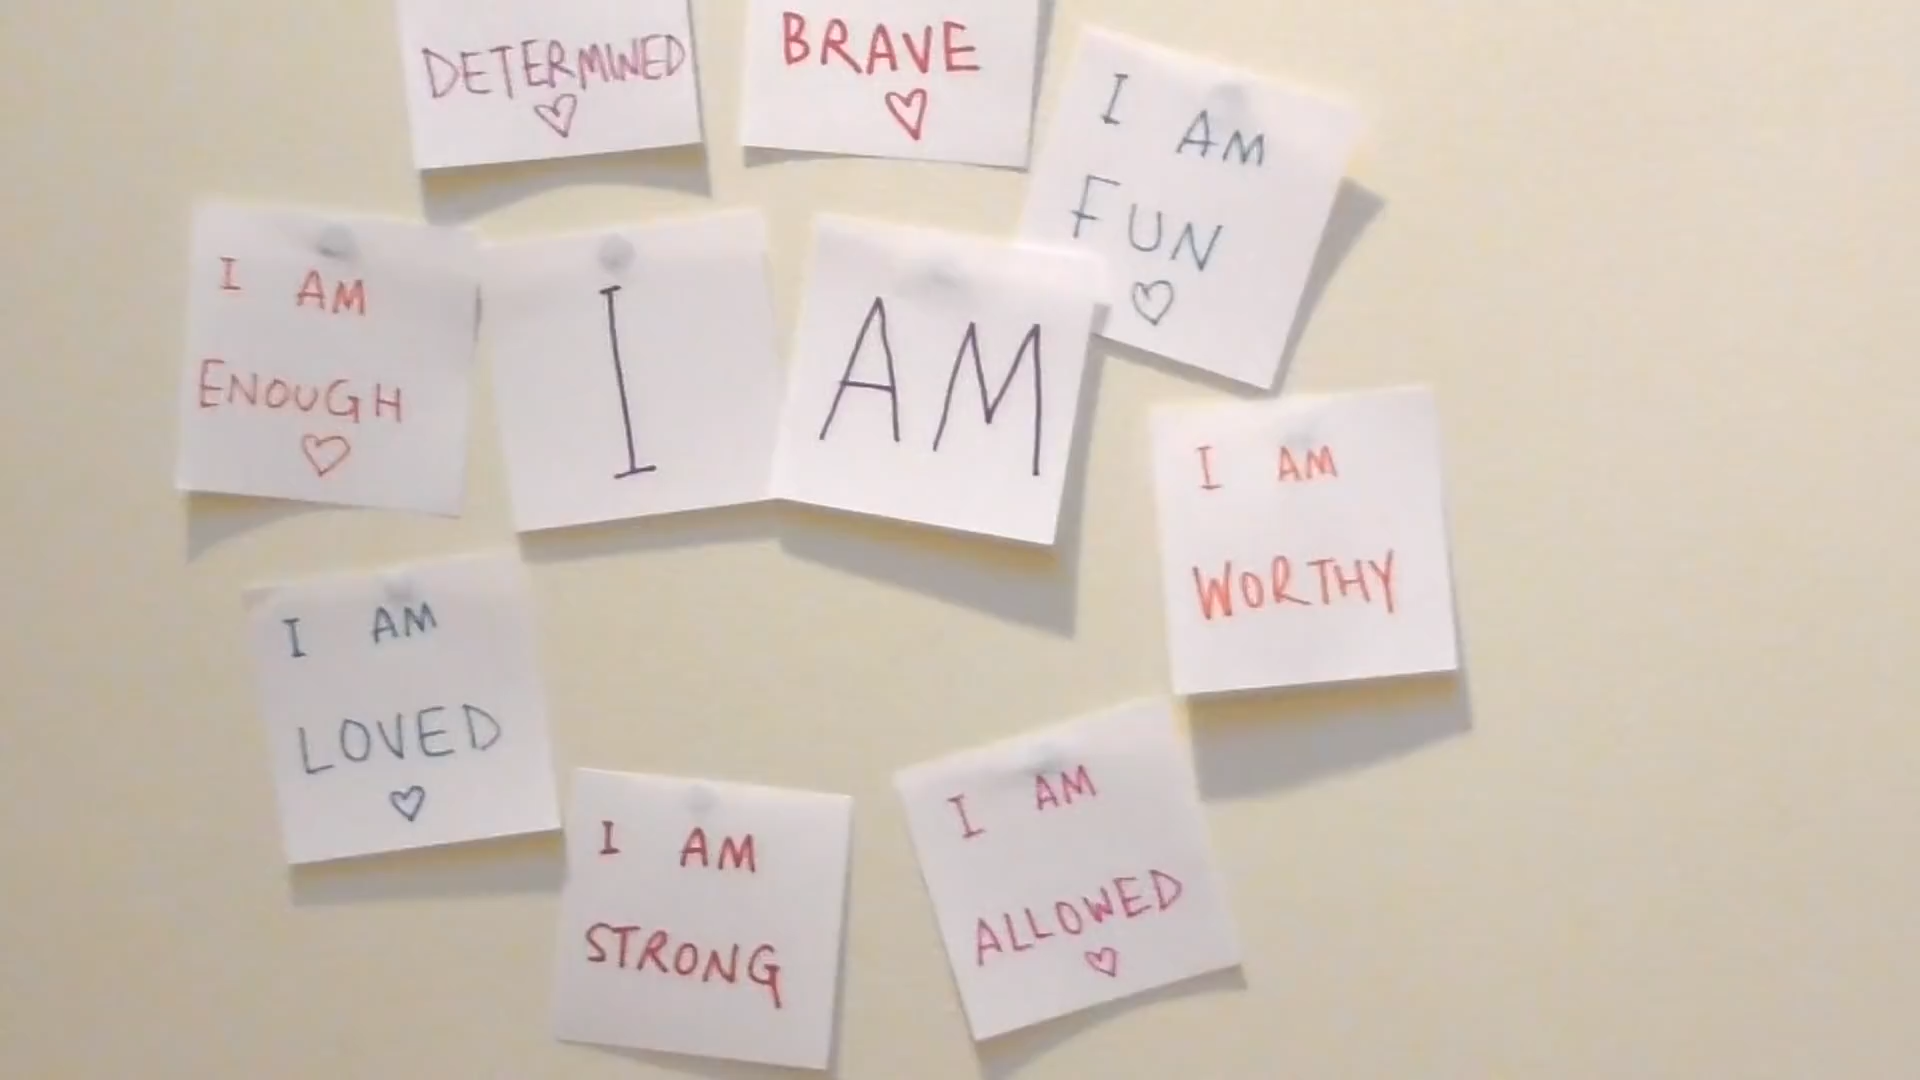 DETERMINED
BRAVE
I AM
FUN
I AM
ENOUGH
I
AM
I AM
WORTHY
I AM
LOVED
I AM
STRONG
I AM
ALLOWED